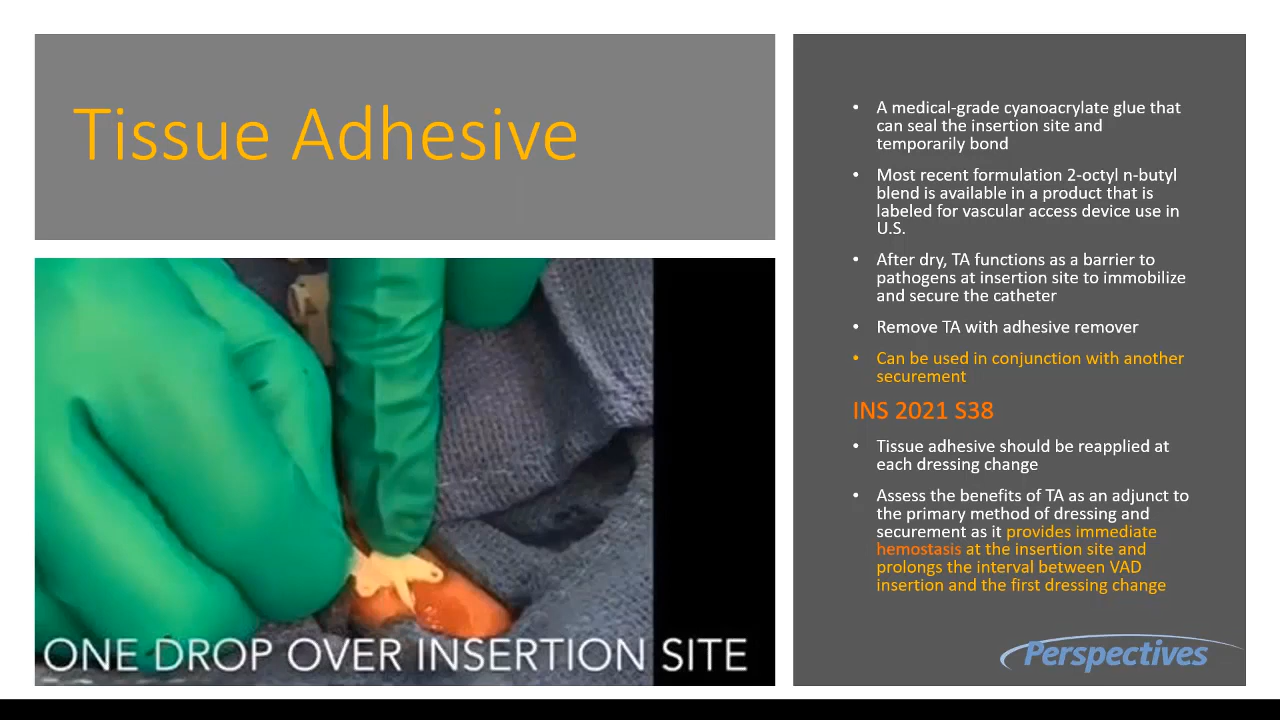 Tissue Adhesive
ONE DROP OVER INSERTION SITE
• A medical-grade cyanoacrylate glue that
can seal the insertion site and
temporarily bond
• Most recent formulation 2-octyl n-butyl
blend is available in a product that is
labeled for vascular access device use in
U.S.
• After dry, TA functions as a barrier to
pathogens at insertion site to immobilize
and secure the catheter
• Remove TA with adhesive remover
• Can be used in conjunction with another
securement
INS 2021 S38
• Tissue adhesive should be reapplied at
each dressing change
• Assess the benefits of TA as an adjunct to
the primary method of dressing and
securement as it provides immediate
hemostasis at the insertion site and
prolongs the interval between VAD
insertion and the first dressing change
Perspectives